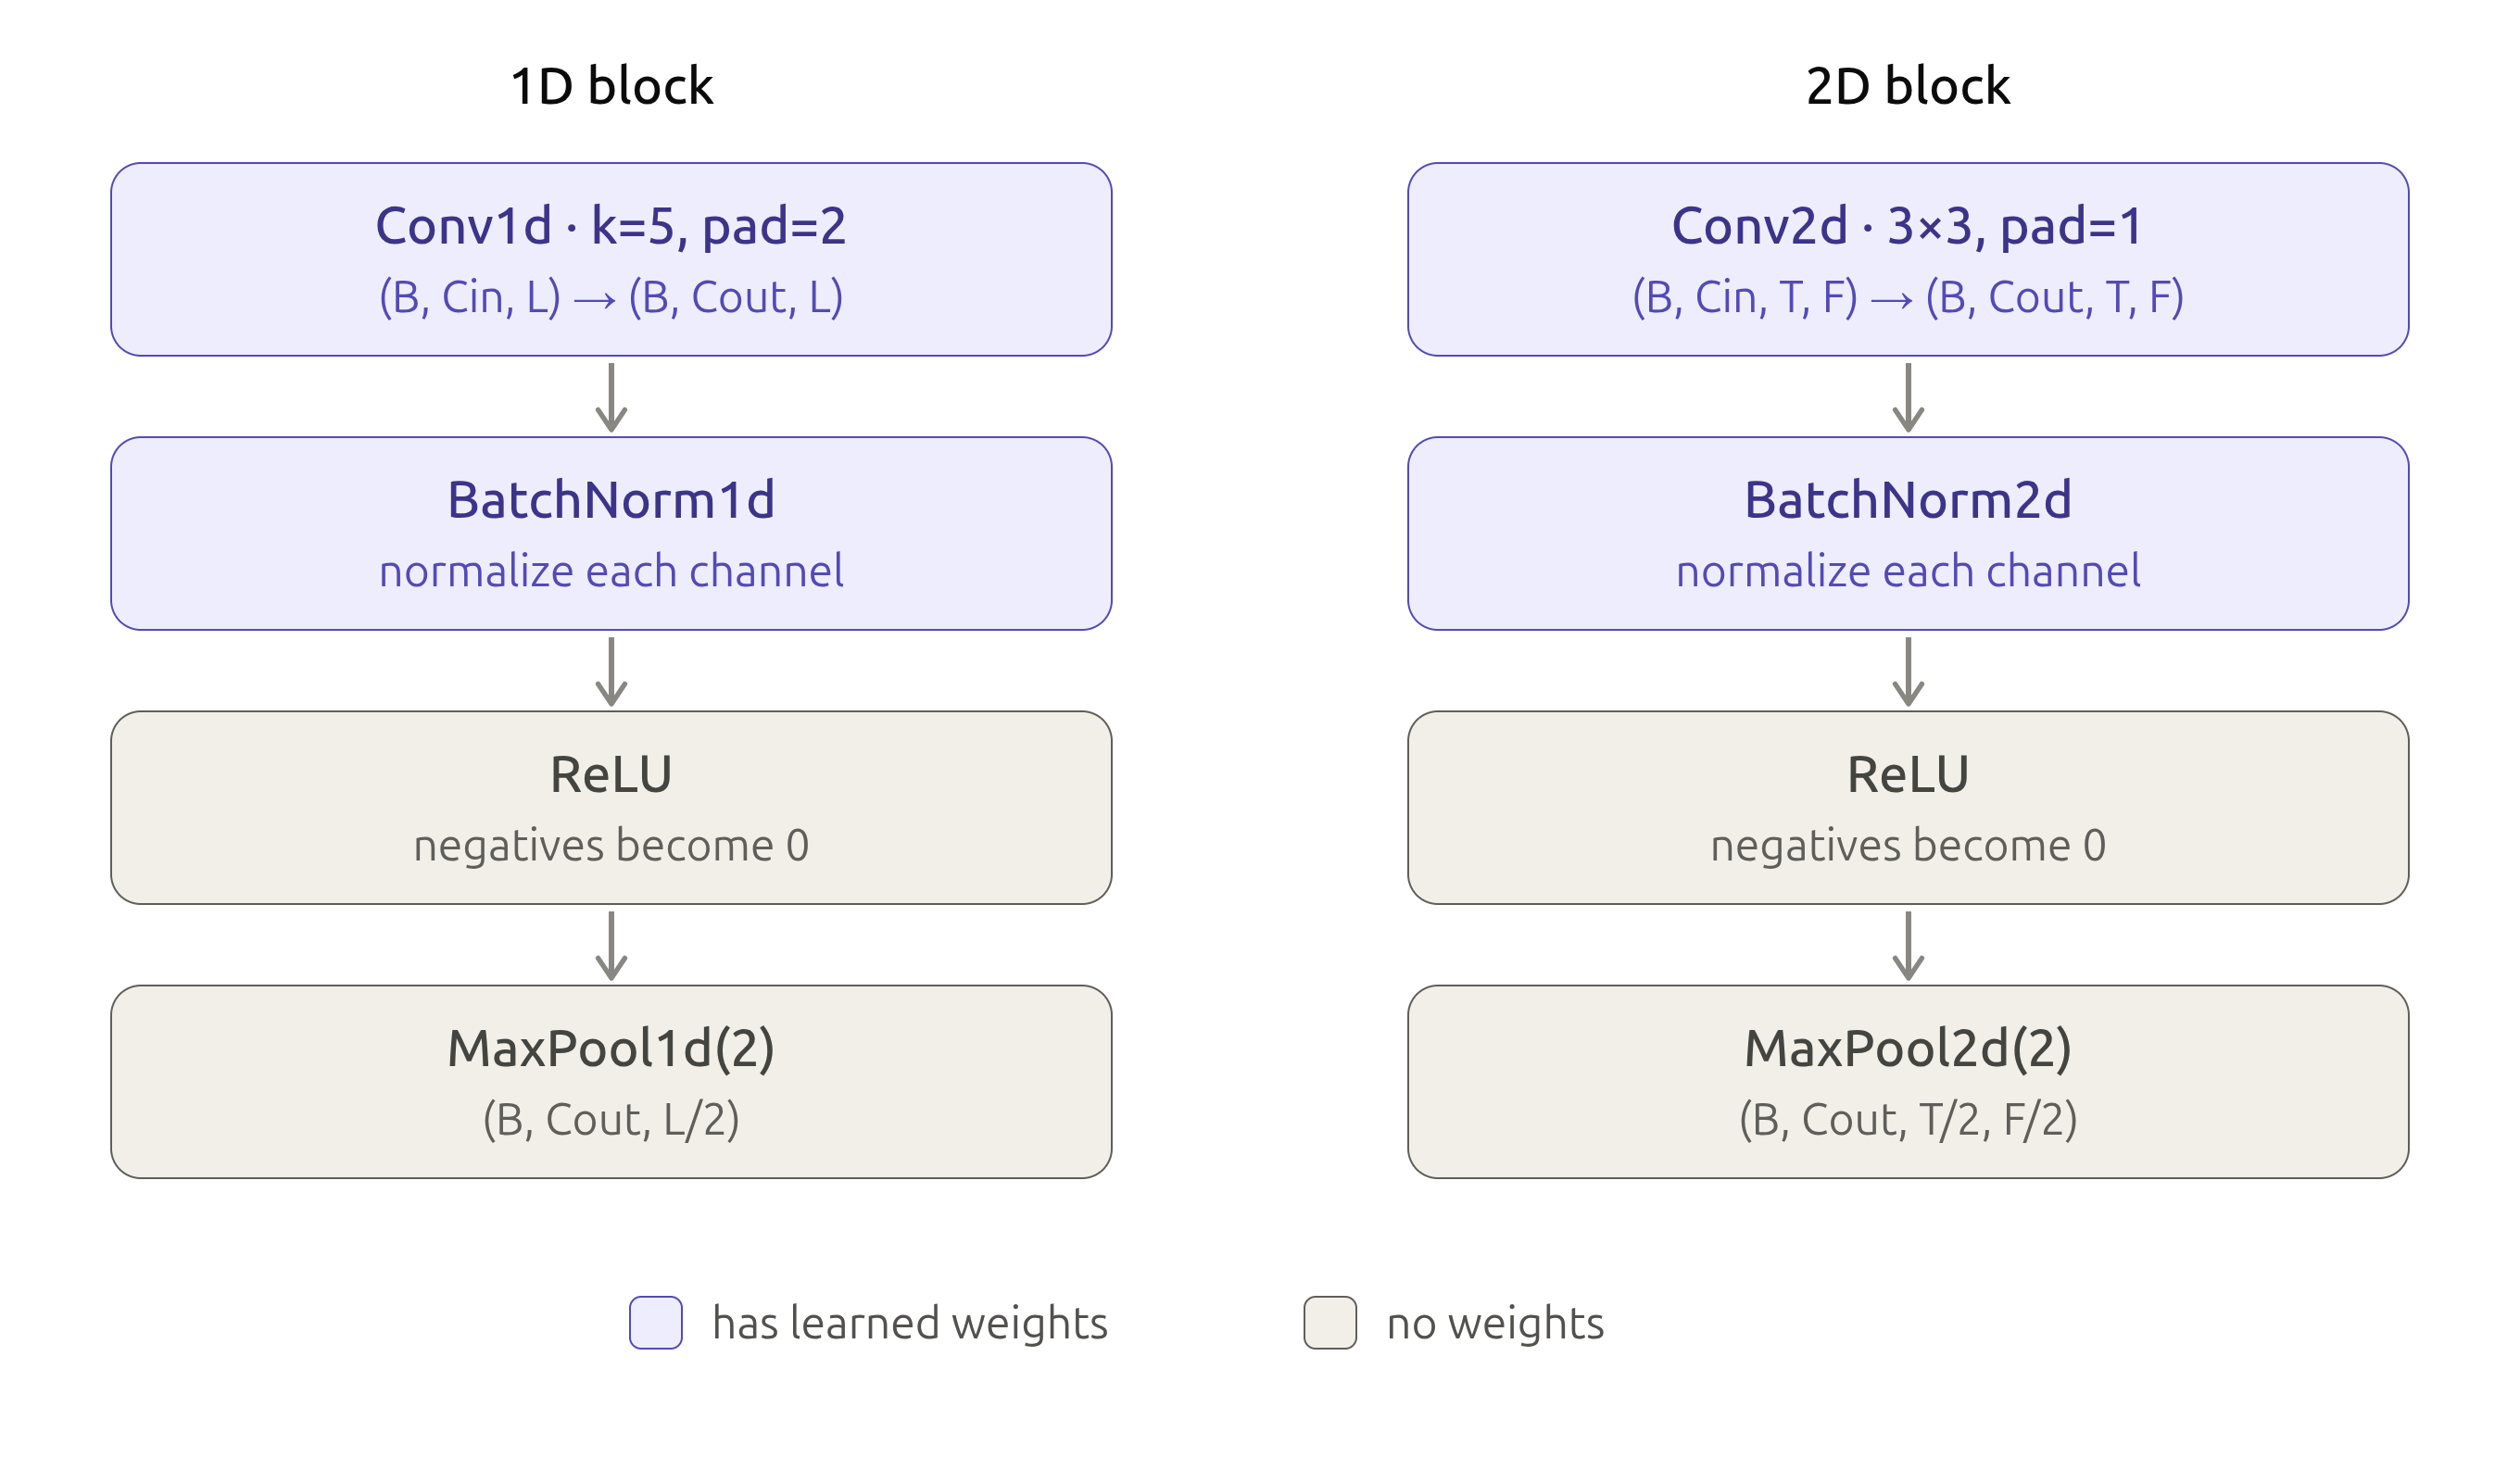 1D block
Conv1d · k=5, pad=2
(B, Cin, L) → (B, Cout, L)
BatchNorm1d
normalize each channel
ReLU
negatives become 0
MaxPool1d(2)
(B, Cout, L/2)
2D block
Conv2d · 3×3, pad=1
(B, Cin, T, F) → (B, Cout, T, F)
BatchNorm2d
normalize each channel
ReLU
negatives become 0
MaxPool2d(2)
(B, Cout, T/2, F/2)
has learned weights
no weights